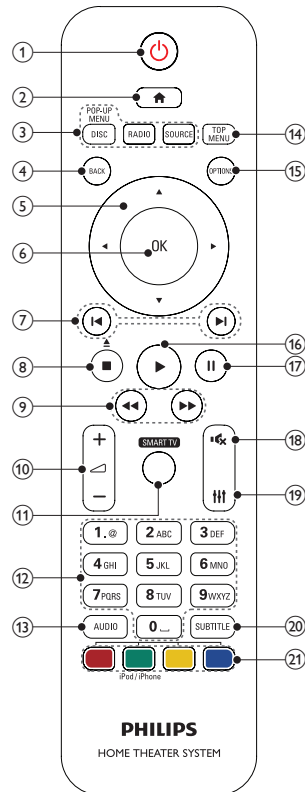 1
2
POP-UP
MENU
3 DISC RADIO SOURCE TOP
MENU 14
4 BACK OPTIONS 15
5
6 OK
7
16
8 17
9
+ SMART TV 18
10
− 19
11
1.@ 2 ABC 3 DEF
12 4 GHI 5 JKL 6 MNO
7 PQRS 8 TUV 9 WXYZ
13 AUDIO 0 SUBTITLE 20
21
iPod / iPhone
PHILIPS
HOME THEATER SYSTEM